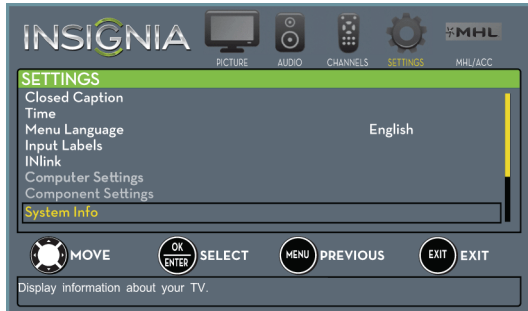 INSIGNIA
PICTURE AUDIO CHANNELS SETTINGS MHL/ACC
MHL
SETTINGS
Closed Caption
Time
Menu Language English
Input Labels
INlink
Computer Settings
Component Settings
System Info
MOVE OK ENTER SELECT MENU PREVIOUS EXIT EXIT
Display information about your TV.